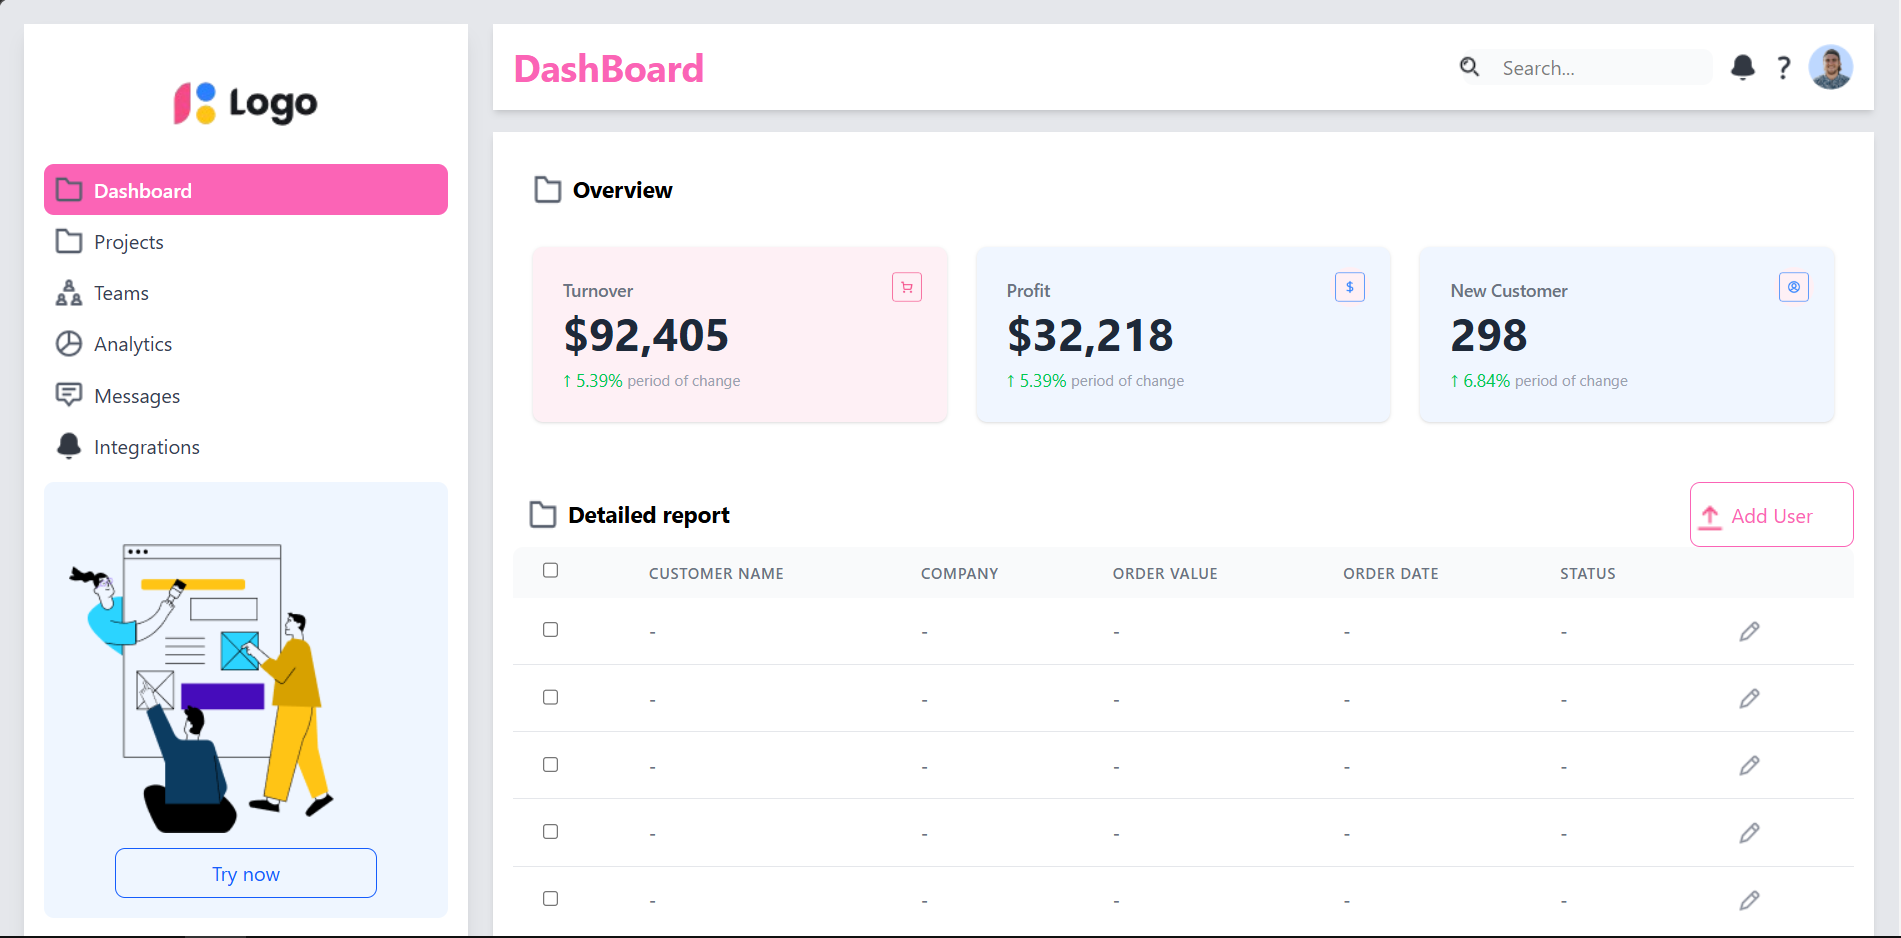 Logo
Dashboard
Projects
Teams
Analytics
Messages
Integrations
Try now
DashBoard
Search...
?
Overview
Turnover
$92,405
↑ 5.39% period of change
Profit
$
$32,218
↑ 5.39% period of change
New Customer
298
↑ 6.84% period of change
Detailed report
Add User
CUSTOMER NAME COMPANY ORDER VALUE ORDER DATE STATUS
- - - - -
- - - - -
- - - - -
- - - - -
- - - - -